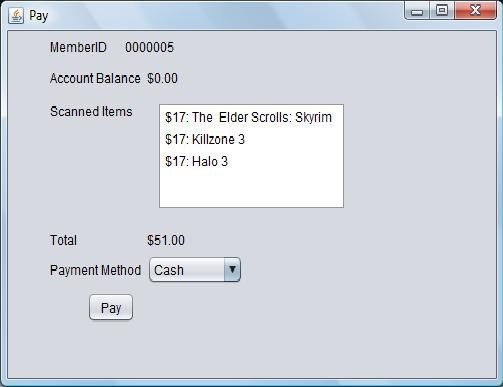 Pay
MemberID 0000005
Account Balance $0.00
Scanned Items
$17: The Elder Scrolls: Skyrim
$17: Killzone 3
$17: Halo 3
Total $51.00
Payment Method Cash
Pay